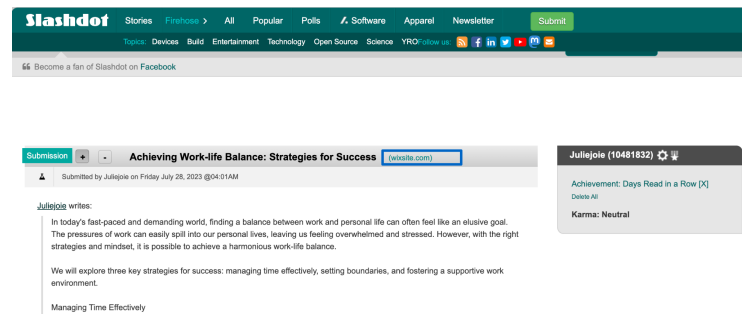 Slashdot Stories Firehose > All Popular Polls Software Apparel Newsletter Submit
Topics: Devices Build Entertainment Technology Open Source Science YRO Follow us:
Become a fan of Slashdot on Facebook
Submission + - Achieving Work-life Balance: Strategies for Success (wixsite.com)
Submitted by Juliejoie on Friday July 28, 2023 @04:01AM
Juliejoie writes:
In today's fast-paced and demanding world, finding a balance between work and personal life can often feel like an elusive goal.
The pressures of work can easily spill into our personal lives, leaving us feeling overwhelmed and stressed. However, with the right
strategies and mindset, it is possible to achieve a harmonious work-life balance.
We will explore three key strategies for success: managing time effectively, setting boundaries, and fostering a supportive work
environment.
Managing Time Effectively
Juliejoie (10481832)
Achievement: Days Read in a Row [X]
Delete All
Karma: Neutral